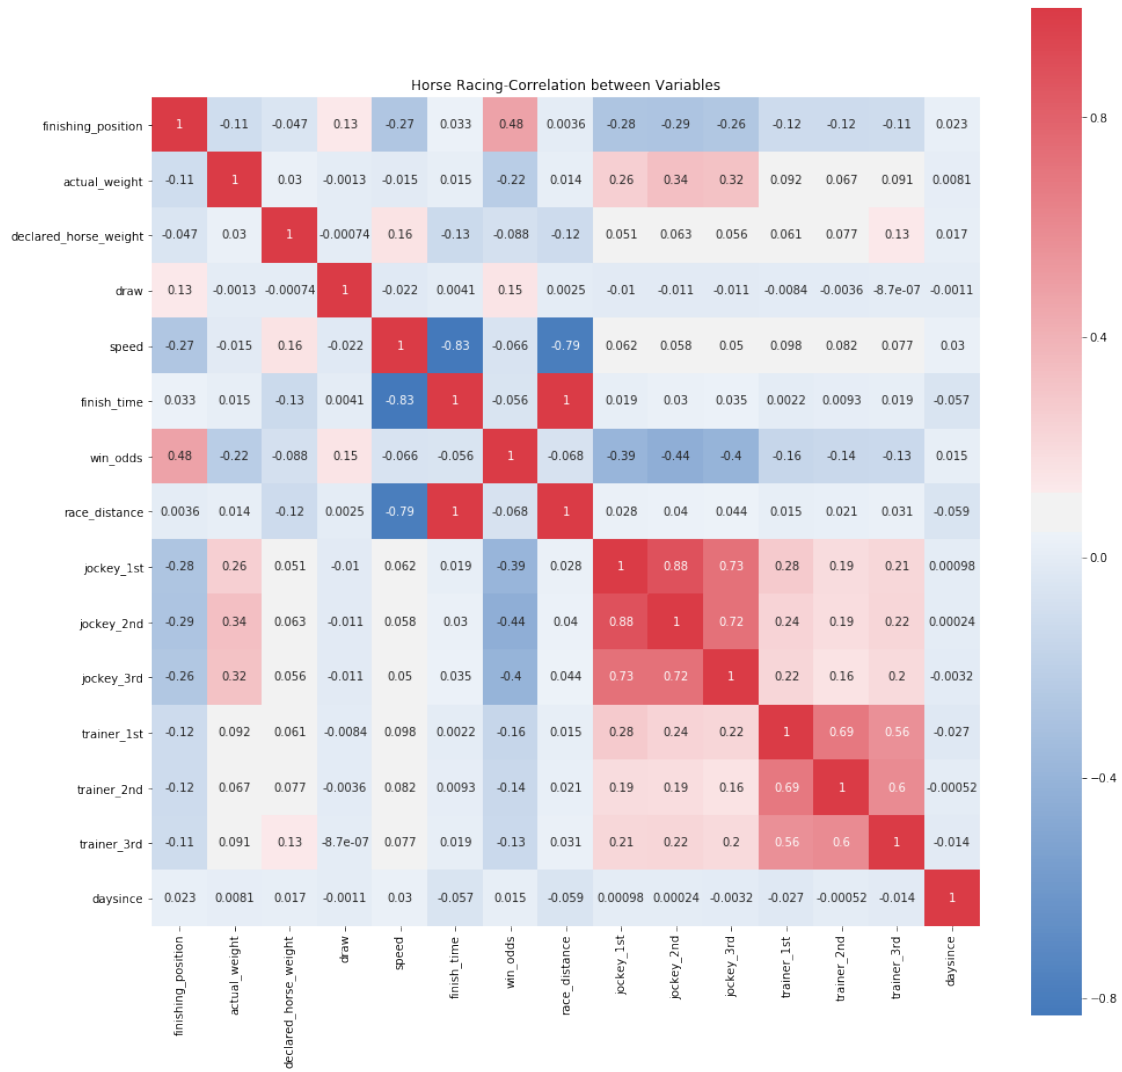 Horse Racing-Correlation between Variables
finishing_position 1 -0.11 -0.047 0.13 -0.27 0.033 0.48 0.0036 -0.28 -0.29 -0.26 -0.12 -0.12 -0.11 0.023
actual_weight -0.11 1 0.03 -0.0013 -0.015 0.015 -0.22 0.014 0.26 0.34 0.32 0.092 0.067 0.091 0.0081
declared_horse_weight -0.047 0.03 1 -0.00074 0.16 -0.13 -0.088 -0.12 0.051 0.063 0.056 0.061 0.077 0.13 0.017
draw 0.13 -0.0013 -0.00074 1 -0.022 0.0041 0.15 0.0025 -0.01 -0.011 -0.011 -0.0084 -0.0036 -8.7e-07 -0.0011
speed -0.27 -0.015 0.16 -0.022 1 -0.83 -0.066 -0.79 0.062 0.058 0.05 0.098 0.082 0.077 0.03
finish_time 0.033 0.015 -0.13 0.0041 -0.83 1 -0.056 1 0.019 0.03 0.035 0.0022 0.0093 0.019 -0.057
win_odds 0.48 -0.22 -0.088 0.15 -0.066 -0.056 1 -0.068 -0.39 -0.44 -0.4 -0.16 -0.14 -0.13 0.015
race_distance 0.0036 0.014 -0.12 0.0025 -0.79 1 -0.068 1 0.028 0.04 0.044 0.015 0.021 0.031 -0.059
jockey_1st -0.28 0.26 0.051 -0.01 0.062 0.019 -0.39 0.028 1 0.88 0.73 0.28 0.19 0.21 0.00098
jockey_2nd -0.29 0.34 0.063 -0.011 0.058 0.03 -0.44 0.04 0.88 1 0.72 0.24 0.19 0.22 0.00024
jockey_3rd -0.26 0.32 0.056 -0.011 0.05 0.035 -0.4 0.044 0.73 0.72 1 0.22 0.16 0.2 -0.0032
trainer_1st -0.12 0.092 0.061 -0.0084 0.098 0.0022 -0.16 0.015 0.28 0.24 0.22 1 0.69 0.56 -0.027
trainer_2nd -0.12 0.067 0.077 -0.0036 0.082 0.0093 -0.14 0.021 0.19 0.19 0.16 0.69 1 0.6 -0.00052
trainer_3rd -0.11 0.091 0.13 -8.7e-07 0.077 0.019 -0.13 0.031 0.21 0.22 0.2 0.56 0.6 1 -0.014
daysince 0.023 0.0081 0.017 -0.0011 0.03 -0.057 0.015 -0.059 0.00098 0.00024 -0.0032 -0.027 -0.00052 -0.014 1
finishing_position
actual_weight
declared_horse_weight
draw
speed
finish_time
win_odds
race_distance
jockey_1st
jockey_2nd
jockey_3rd
trainer_1st
trainer_2nd
trainer_3rd
daysince
0.8
0.4
0.0
−0.4
−0.8